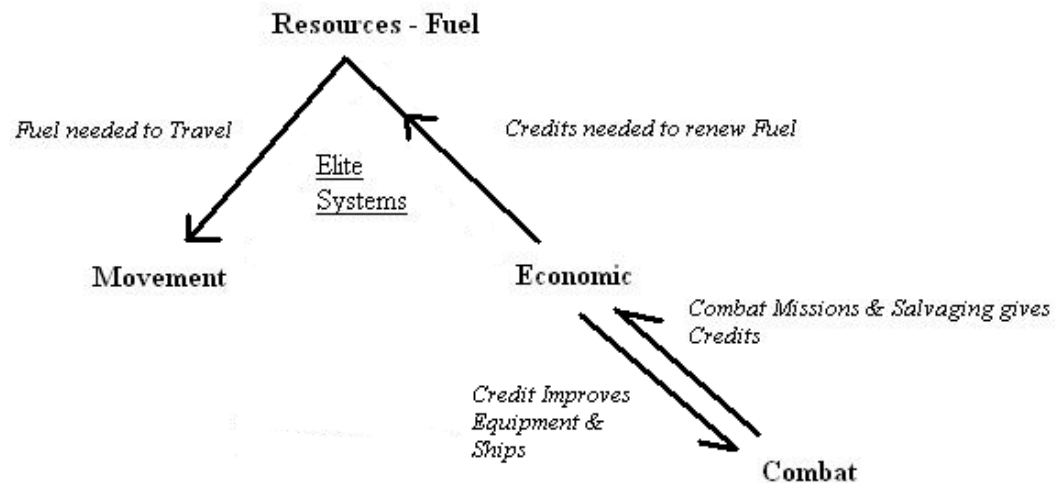 Resources - Fuel
Fuel needed to Travel
Credits needed to renew Fuel
Elite
Systems
Movement
Economic
Combat Missions & Salvaging gives
Credits
Credit Improves
Equipment &
Ships
Combat